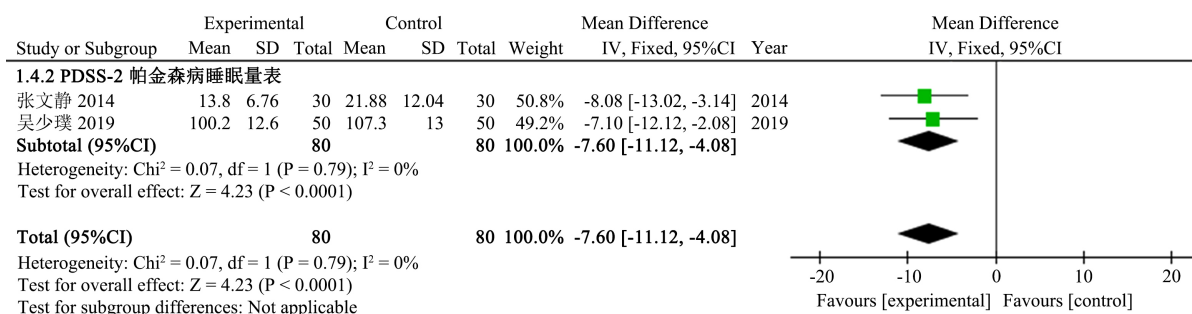 Experimental Control Mean Difference Mean Difference
Study or Subgroup Mean SD Total Mean SD Total Weight IV, Fixed, 95%CI Year IV, Fixed, 95%CI
1.4.2 PDSS-2 帕金森病睡眠量表
张文静 2014 13.8 6.76 30 21.88 12.04 30 50.8% -8.08 [-13.02, -3.14] 2014
吴少璞 2019 100.2 12.6 50 107.3 13 50 49.2% -7.10 [-12.12, -2.08] 2019
Subtotal (95%CI) 80 80 100.0% -7.60 [-11.12, -4.08]
Heterogeneity: Chi² = 0.07, df = 1 (P = 0.79); I² = 0%
Test for overall effect: Z = 4.23 (P < 0.0001)
Total (95%CI) 80 80 100.0% -7.60 [-11.12, -4.08]
Heterogeneity: Chi² = 0.07, df = 1 (P = 0.79); I² = 0%
Test for overall effect: Z = 4.23 (P < 0.0001)
Test for subgroup differences: Not applicable
-20 -10 0 10 20
Favours [experimental] Favours [control]